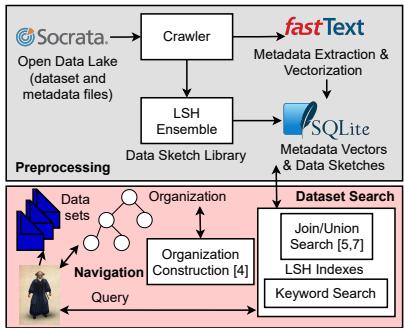 Socrata.
Open Data Lake
(dataset and
metadata files)
Crawler
fastText
Metadata Extraction &
Vectorization
LSH
Ensemble
Data Sketch Library
SQLite
Metadata Vectors
& Data Sketches
Preprocessing
Data
sets
Organization
Navigation
Organization
Construction [4]
Query
Dataset Search
Join/Union
Search [5,7]
LSH Indexes
Keyword Search